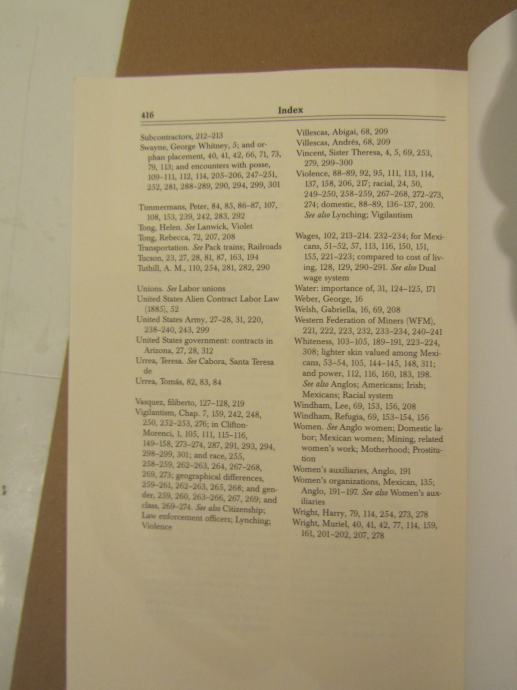 416
Index
Subcontractors, 212–213
Swayne, George Whitney, 5; and or-
phan placement, 40, 41, 42, 66, 71, 73,
79, 113; and encounters with posse,
109–111, 112, 114, 205–206, 247–251,
252, 281, 288–289, 290, 294, 299, 301
Timmermans, Peter, 84, 85, 86–87, 107,
108, 153, 239, 242, 283, 292
Tong, Helen. See Lanwick, Violet
Tong, Rebecca, 72, 207, 208
Transportation. See Pack trains; Railroads
Tucson, 23, 27, 28, 81, 87, 163, 194
Tuthill, A. M., 110, 254, 281, 282, 290
Unions. See Labor unions
United States Alien Contract Labor Law
(1885), 52
United States Army, 27–28, 31, 220,
238–240, 243, 299
United States government: contracts in
Arizona, 27, 28, 312
Urrea, Teresa. See Cabora, Santa Teresa
de
Urrea, Tomás, 82, 83, 84
Vasquez, filiberto, 127–128, 219
Vigilantism, Chap. 7, 159, 242, 248,
250, 252–253, 276; in Clifton-
Morenci, 1, 105, 111, 115–116,
149–158, 273–274, 287, 291, 293, 294,
298–299, 301; and race, 255,
258–259, 262–263, 264, 267–268,
269, 273; geographical differences,
259–261, 262–263, 265, 268; and gen-
der, 259, 260, 263–266, 267, 269; and
class, 269–274. See also Citizenship;
Law enforcement officers; Lynching;
Violence
Villescas, Abigai, 68, 209
Villescas, Andrés, 68, 209
Vincent, Sister Theresa, 4, 5, 69, 253,
279, 299–300
Violence, 88–89, 92, 95, 111, 113, 114,
137, 158, 206, 217; racial, 24, 50,
249–250, 258–259, 267–268, 272–273,
274; domestic, 88–89, 136–137, 200.
See also Lynching; Vigilantism
Wages, 102, 213–214. 232–234; for Mexi-
cans, 51–52, 57, 113, 116, 150, 151,
155, 221–223; compared to cost of liv-
ing, 128, 129, 290–291. See also Dual
wage system
Water: importance of, 31, 124–125, 171
Weber, George, 16
Welsh, Gabriella, 16, 69, 208
Western Federation of Miners (WFM),
221, 222, 223, 232, 233–234, 240–241
Whiteness, 103–105, 189–191, 223–224,
308; lighter skin valued among Mexi-
cans, 53–54, 105, 144–145, 148, 311;
and power, 112, 116, 160, 183, 198.
See also Anglos; Americans; Irish;
Mexicans; Racial system
Windham, Lee, 69, 153, 156, 208
Windham, Refugia, 69, 153–154, 156
Women. See Anglo women; Domestic la-
bor; Mexican women; Mining, related
women's work; Motherhood; Prostitu-
tion
Women's auxiliaries, Anglo, 191
Women's organizations, Mexican, 135;
Anglo, 191–197. See also Women's aux-
iliaries
Wright, Harry, 79, 114, 254, 273, 278
Wright, Muriel, 40, 41, 42, 77, 114, 159,
161, 201–202, 207, 278